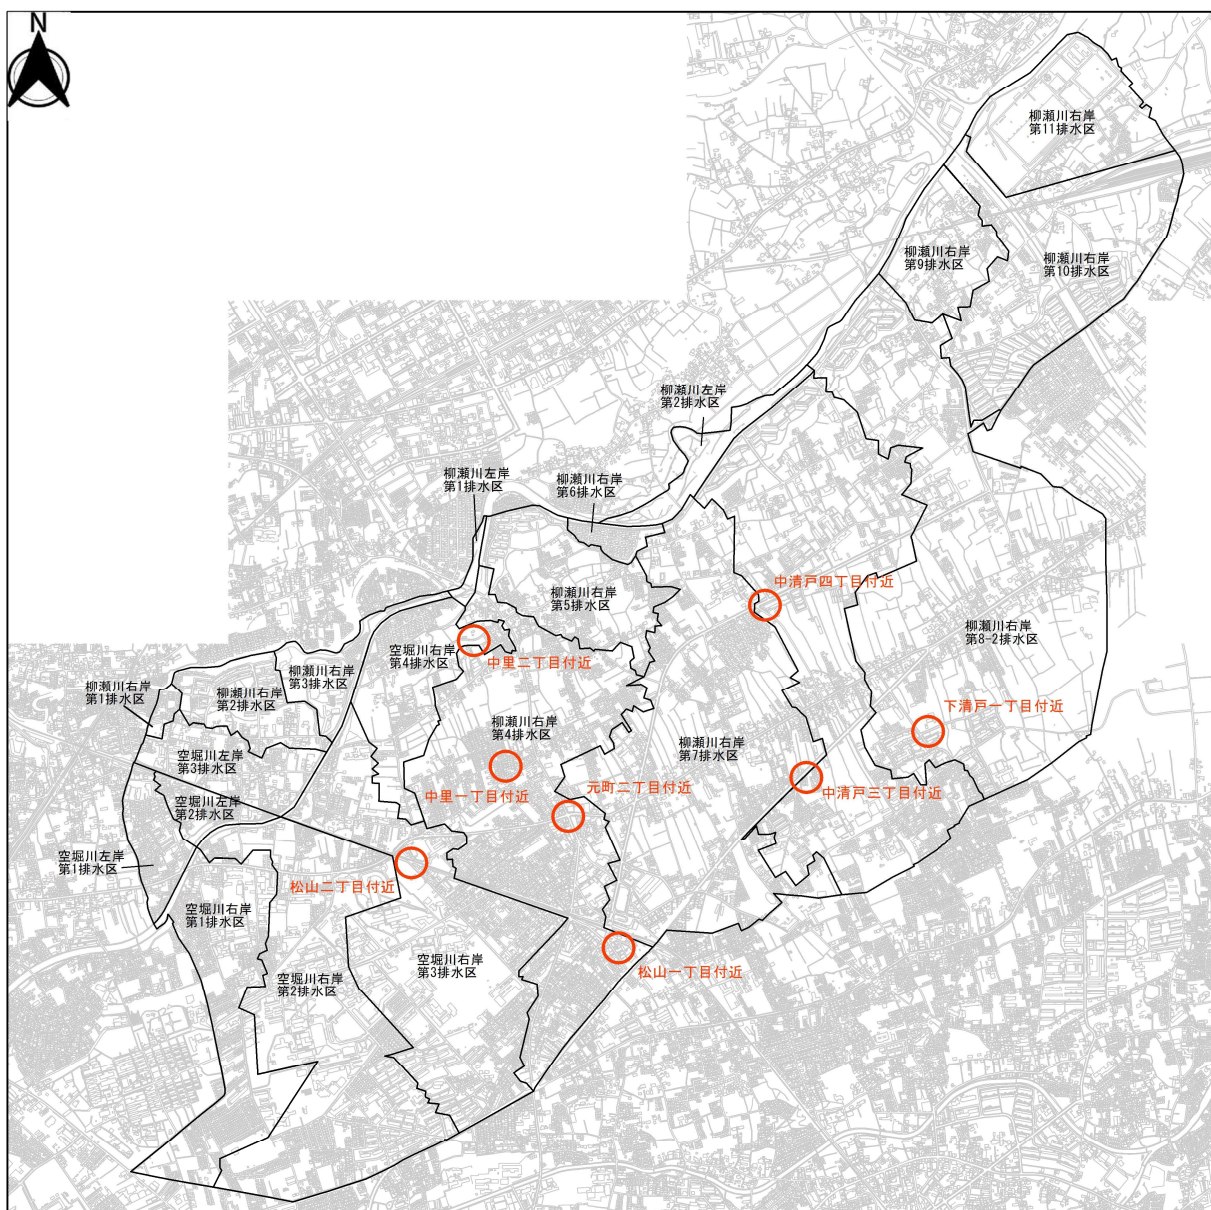 N
柳瀬川右岸
第11排水区
柳瀬川右岸
第9排水区
柳瀬川右岸
第10排水区
柳瀬川左岸
第2排水区
柳瀬川左岸
第1排水区
柳瀬川右岸
第6排水区
中清戸四丁目付近
柳瀬川右岸
第5排水区
柳瀬川右岸
第8-2排水区
空堀川右岸
第4排水区
中里二丁目付近
柳瀬川右岸
第3排水区
柳瀬川右岸
第1排水区
柳瀬川右岸
第2排水区
下清戸一丁目付近
柳瀬川右岸
第4排水区
柳瀬川右岸
第7排水区
空堀川左岸
第3排水区
元町二丁目付近
中清戸三丁目付近
中里一丁目付近
空堀川左岸
第2排水区
空堀川左岸
第1排水区
松山二丁目付近
空堀川右岸
第1排水区
空堀川右岸
第3排水区
松山一丁目付近
空堀川右岸
第2排水区